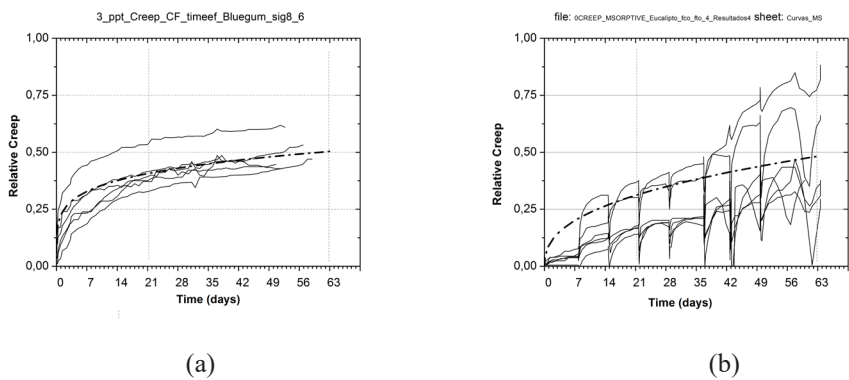 3_ppt_Creep_CF_timeef_Bluegum_sig8_6
1,00
0,75
0,50
0,25
0,00
Relative Creep
0 7 14 21 28 35 42 49 56 63
Time (days)
(a)
file: 0CREEP_MSORPTIVE_Eucalipto_fco_fto_4_Resultados4 sheet: Curvas_MS
1,00
0,75
0,50
0,25
0,00
Relative Creep
0 7 14 21 28 35 42 49 56 63
Time (days)
(b)